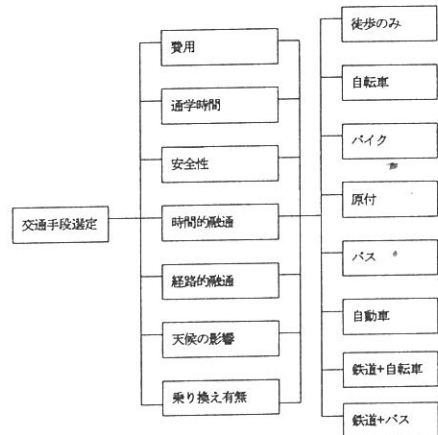 交通手段選定
費用
通学時間
安全性
時間的融通
経路的融通
天候の影響
乗り換え有無
徒歩のみ
自転車
バイク
原付
バス
自動車
鉄道+自転車
鉄道+バス